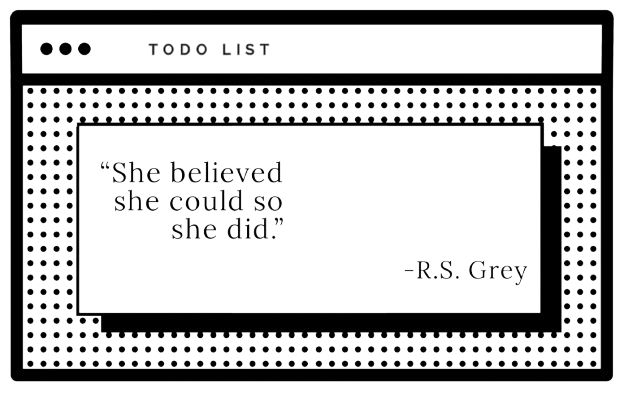 TODO LIST
“She believed
she could so
she did.”
-R.S. Grey